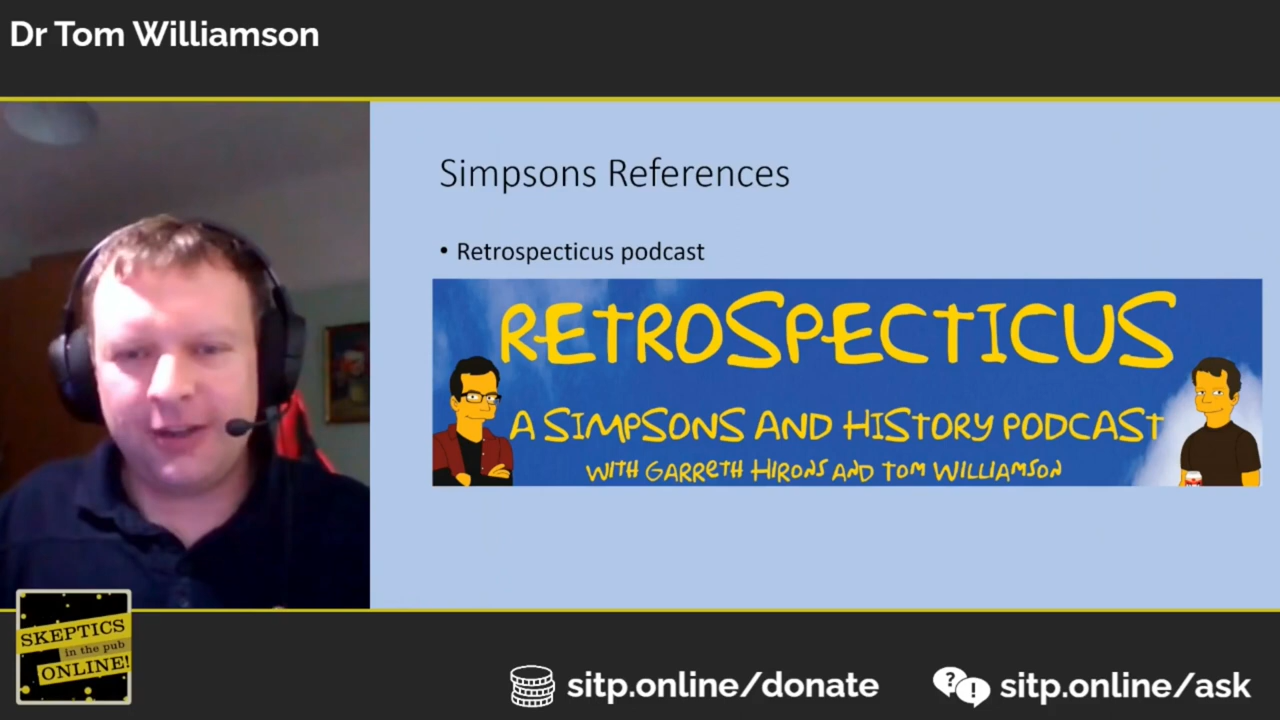 Dr Tom Williamson
Simpsons References
• Retrospecticus podcast
RETROSPECTICUS
A SIMPSONS AND HISTORY PODCAST
WITH GARRETH HIRONS AND TOM WILLIAMSON
SKEPTICS
in the pub
ONLINE!
sitp.online/donate
sitp.online/ask